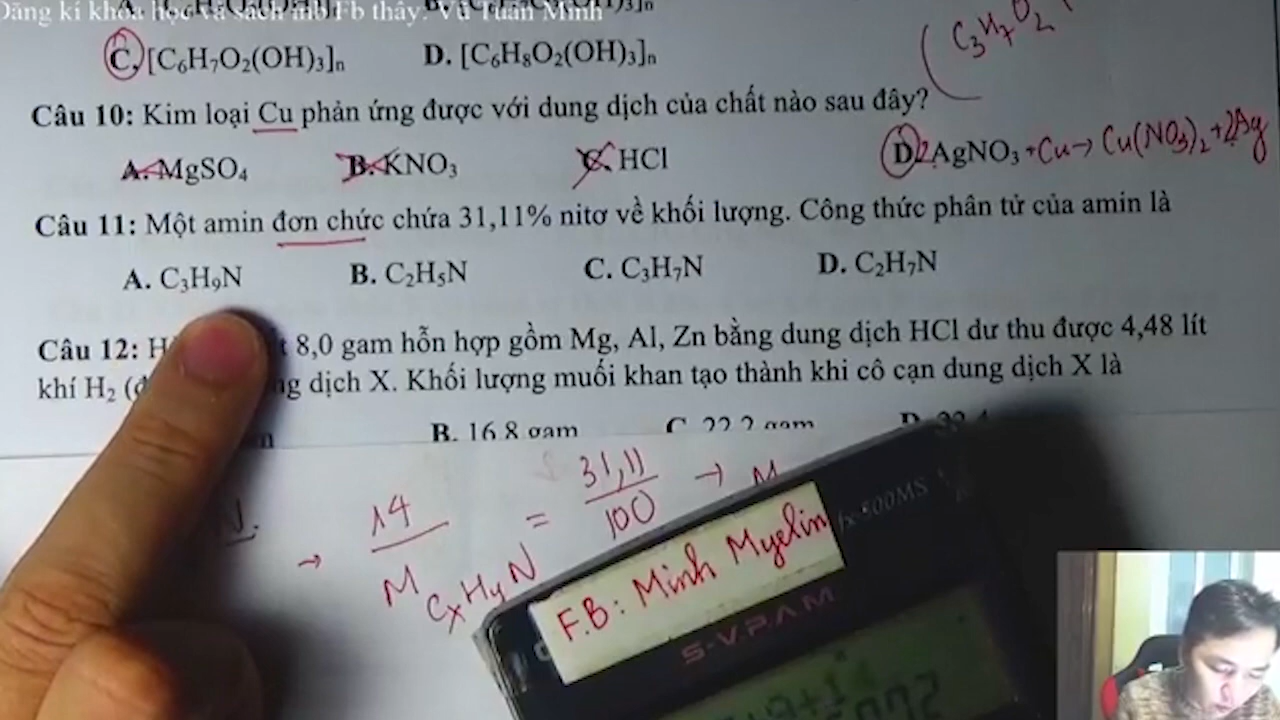 Đăng kí khóa học và sách inb Fb thầy: Vũ Tuấn Minh
C. [C₆H₇O₂(OH)₃]ₙ D. [C₆H₈O₂(OH)₃]ₙ
(C₃H₇O₂
Câu 10: Kim loại Cu phản ứng được với dung dịch của chất nào sau đây?
A. MgSO₄ B. KNO₃ C. HCl D. 2AgNO₃ + Cu → Cu(NO₃)₂ + 2Ag
Câu 11: Một amin đơn chức chứa 31,11% nitơ về khối lượng. Công thức phân tử của amin là
A. C₃H₉N B. C₂H₅N C. C₃H₇N D. C₂H₇N
Câu 12: 8,0 gam hỗn hợp gồm Mg, Al, Zn bằng dung dịch HCl dư thu được 4,48 lít
khí H₂ dịch X. Khối lượng muối khan tạo thành khi cô cạn dung dịch X là
B. 16,8 gam C. 22,2 gam D.
→ 14 / M CxHyN = 31,11 / 100 → M
fx-500MS
F.B: Minh Myelin
S-V.P.A.M